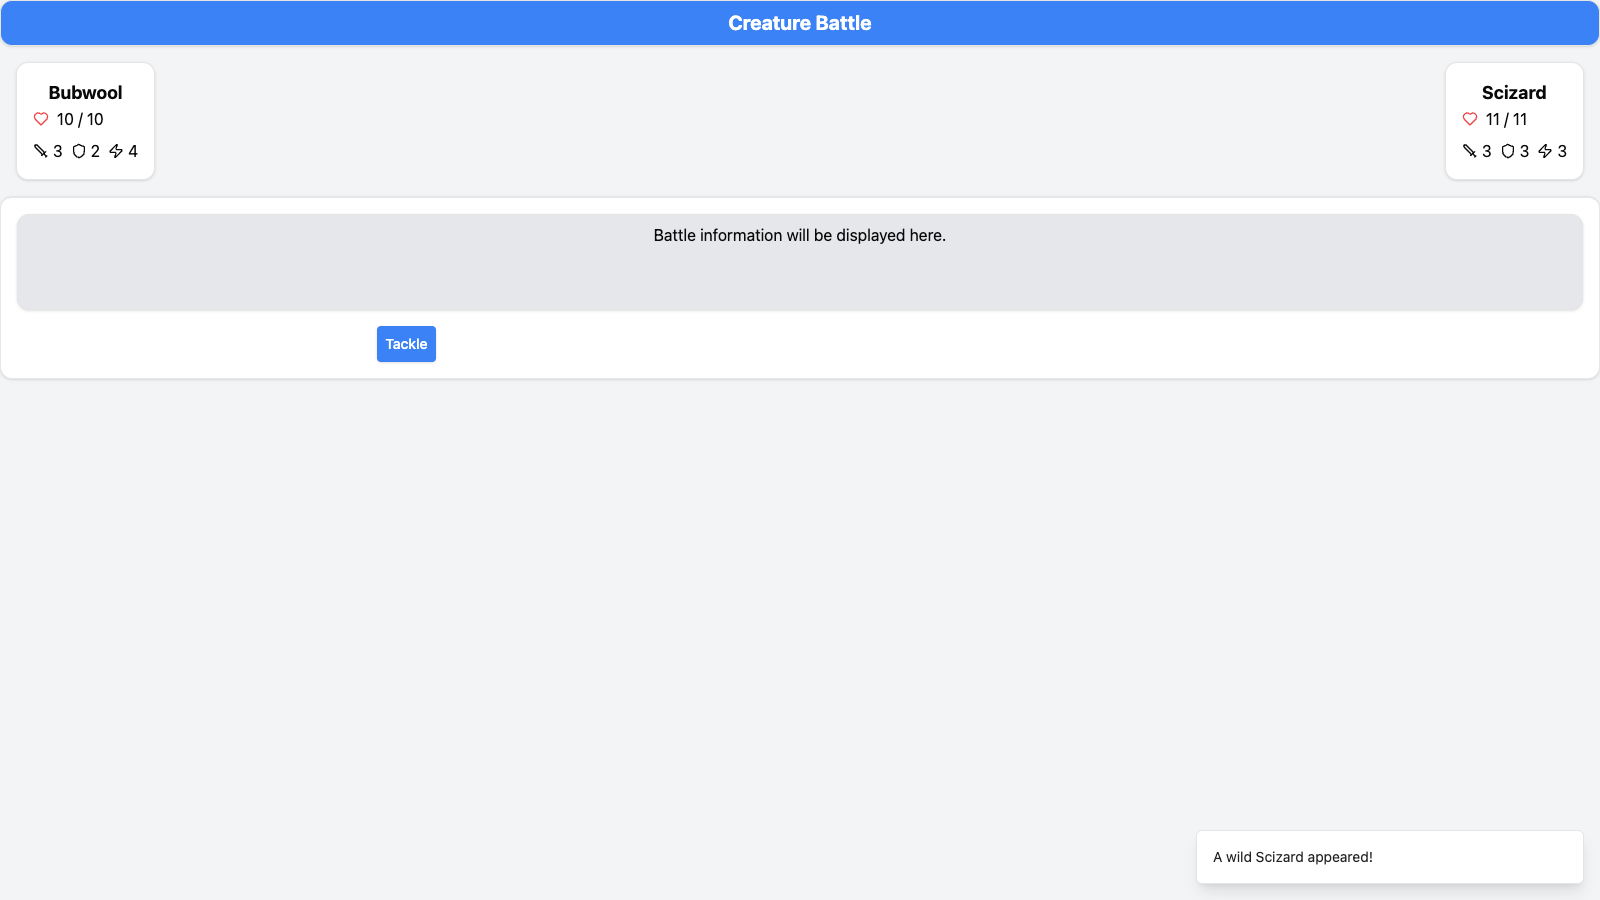 Creature Battle
Bubwool
10 / 10
3 2 4
Scizard
11 / 11
3 3 3
Battle information will be displayed here.
Tackle
A wild Scizard appeared!